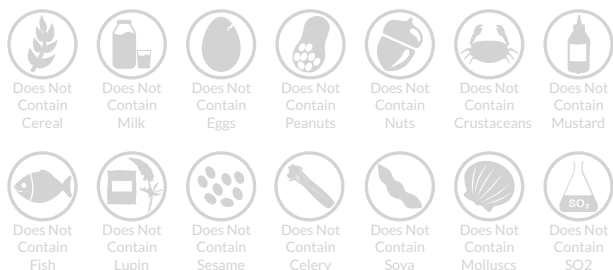 Does Not Does Not Does Not Does Not Does Not Does Not Does Not
Contain Contain Contain Contain Contain Contain Contain
Cereal Milk Eggs Peanuts Nuts Crustaceans Mustard
SO₂
Does Not Does Not Does Not Does Not Does Not Does Not Does Not
Contain Contain Contain Contain Contain Contain Contain
Fish Lupin Sesame Celery Soya Molluscs SO2